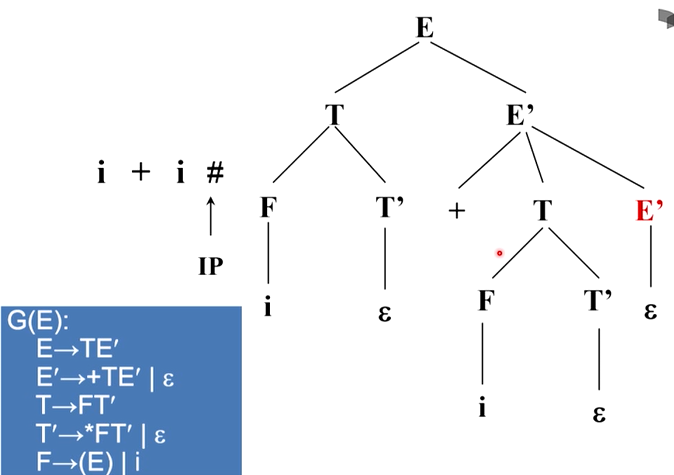 E
T E’
i + i #
F T’ + T E’
IP
i ε F T’ ε
i ε
G(E):
E→TE′
E′→+TE′ | ε
T→FT′
T′→*FT′ | ε
F→(E) | i